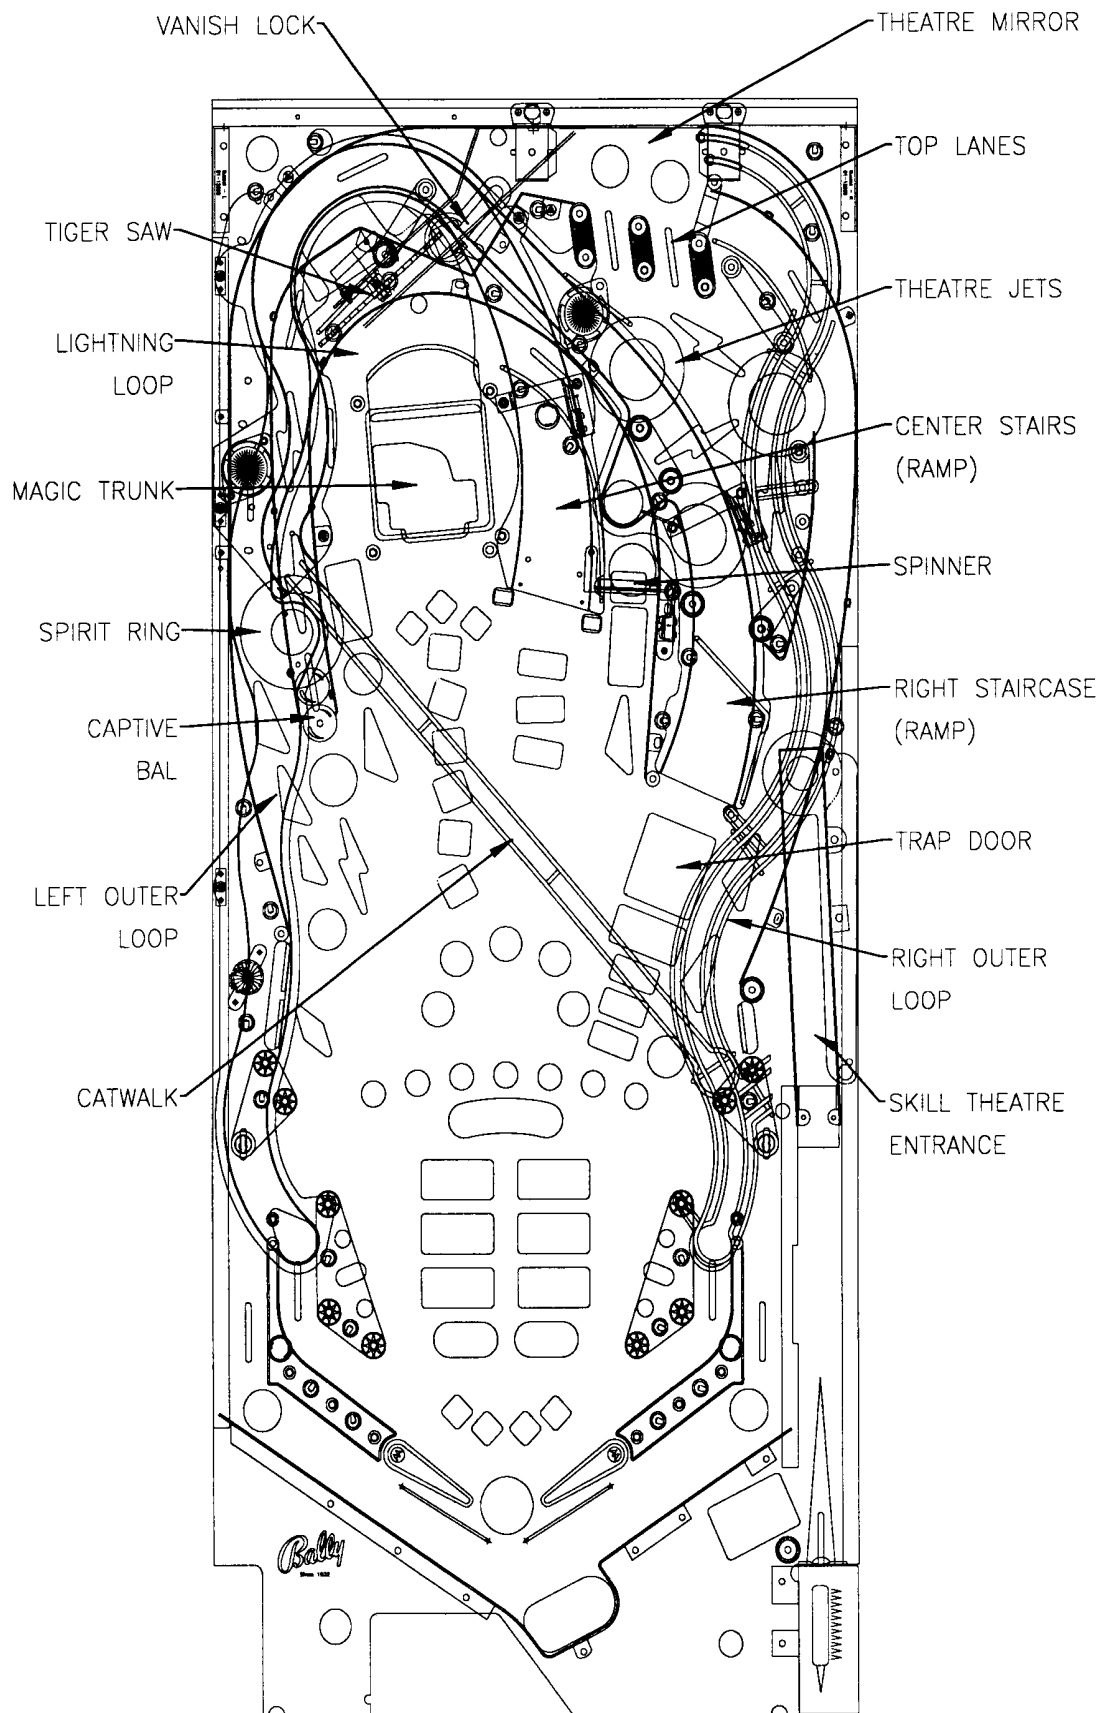 VANISH LOCK
THEATRE MIRROR
TOP LANES
TIGER SAW
THEATRE JETS
LIGHTNING
LOOP
CENTER STAIRS
(RAMP)
MAGIC TRUNK
SPINNER
SPIRIT RING
RIGHT STAIRCASE
(RAMP)
CAPTIVE
BAL
TRAP DOOR
LEFT OUTER
LOOP
RIGHT OUTER
LOOP
CATWALK
SKILL THEATRE
ENTRANCE
Bally
Since 1932